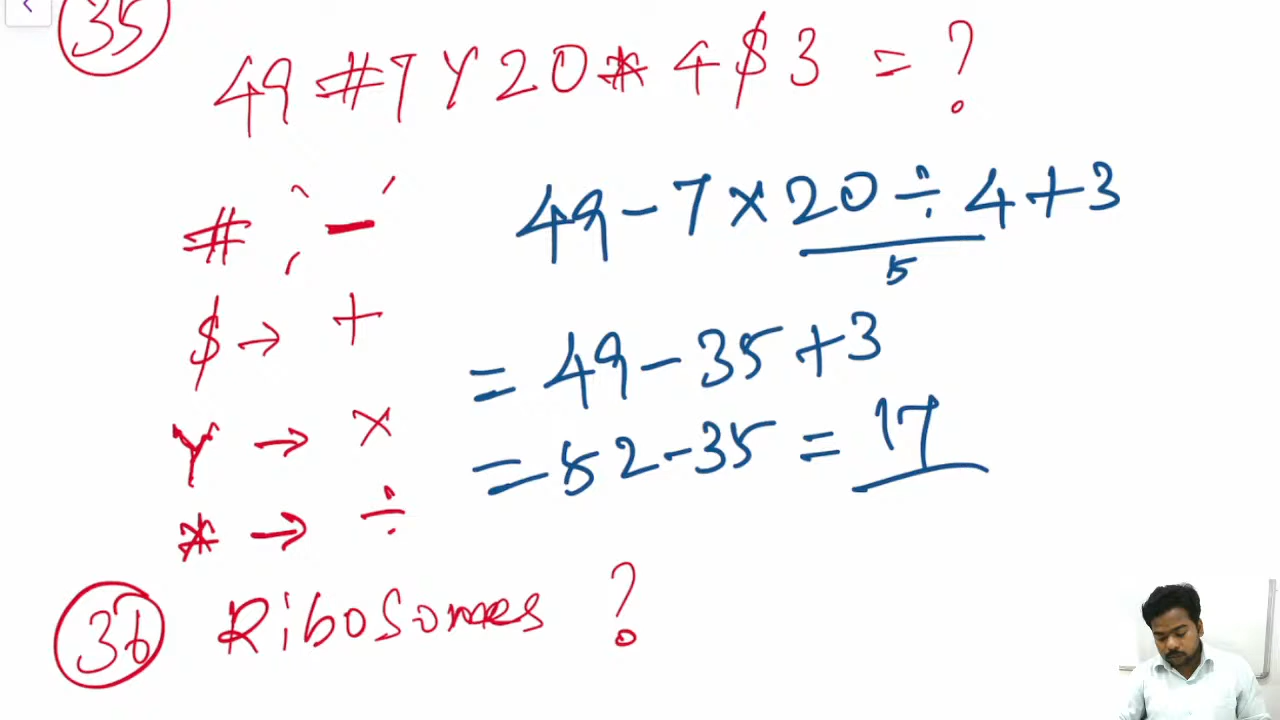 35
49 # 7 Y 20 * 4 $ 3 = ?
# ; '-'
$ → +
Y → ×
* → ÷
49 - 7 × 20 ÷ 4 + 3
5
= 49 - 35 + 3
= 52 - 35 = 17
36 Ribosomes ?